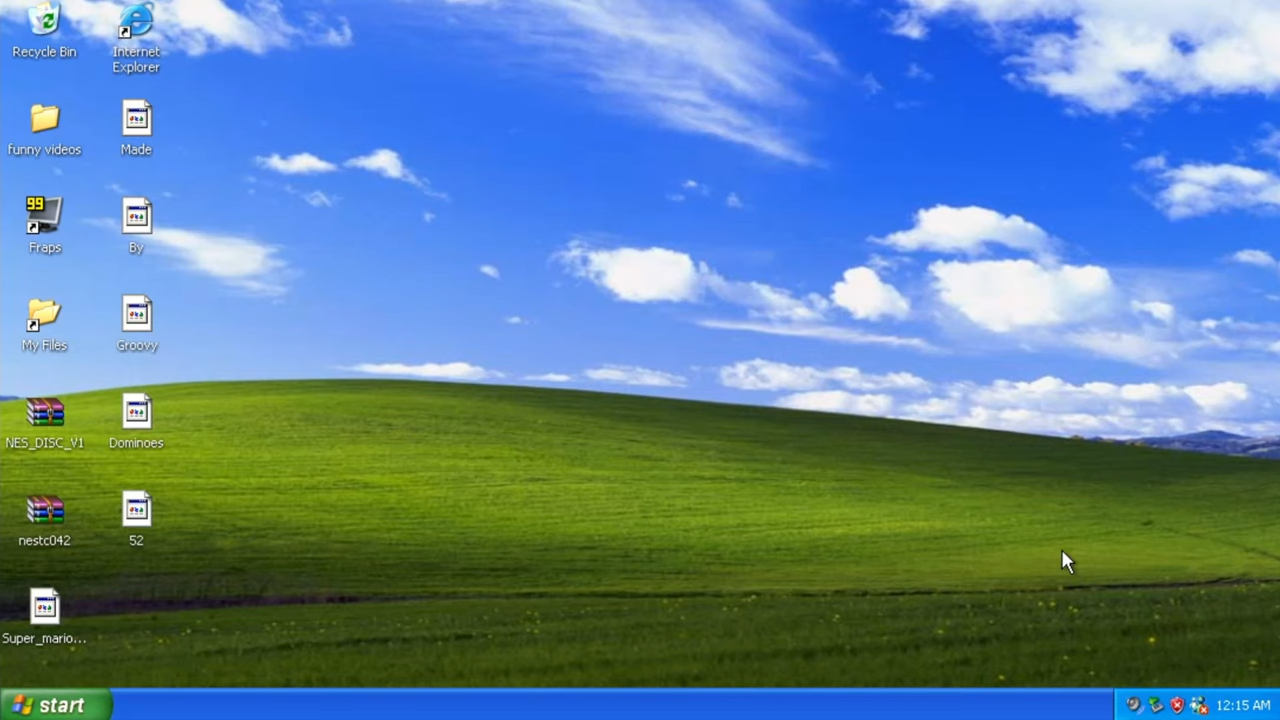 Recycle Bin
Internet
Explorer
funny videos
Made
99
Fraps
By
My Files
Groovy
NES_DISC_V1
Dominoes
nestc042
52
Super_mario...
start
12:15 AM